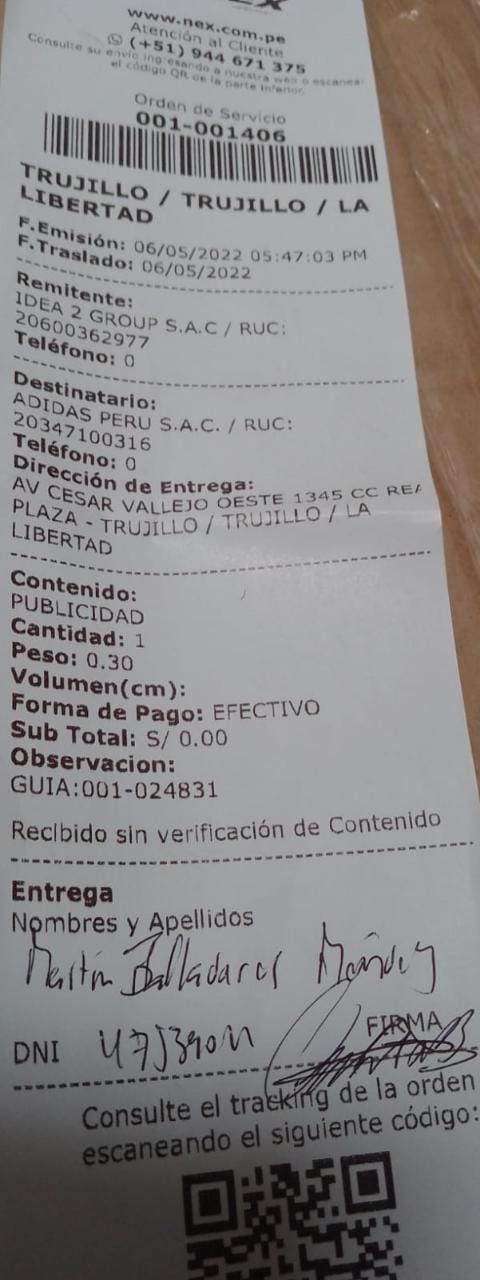 www.nex.com.pe
Atención al Cliente
(+51) 944 671 375
Consulte su envío ingresando a nuestra web o escanear
el código QR de la parte inferior.
Orden de Servicio
001-001406
TRUJILLO / TRUJILLO / LA
LIBERTAD
F.Emisión: 06/05/2022 05:47:03 PM
F.Traslado: 06/05/2022
Remitente:
IDEA 2 GROUP S.A.C / RUC:
20600362977
Teléfono: 0
Destinatario:
ADIDAS PERU S.A.C. / RUC:
20347100316
Teléfono: 0
Dirección de Entrega:
AV CESAR VALLEJO OESTE 1345 CC REA
PLAZA - TRUJILLO / TRUJILLO / LA
LIBERTAD
Contenido:
PUBLICIDAD
Cantidad: 1
Peso: 0.30
Volumen(cm):
Forma de Pago: EFECTIVO
Sub Total: S/ 0.00
Observacion:
GUIA:001-024831
Recibido sin verificación de Contenido
Entrega
Nombres y Apellidos
Balladares
DNI
FIRMA
Consulte el tracking de la orden
escaneando el siguiente código: